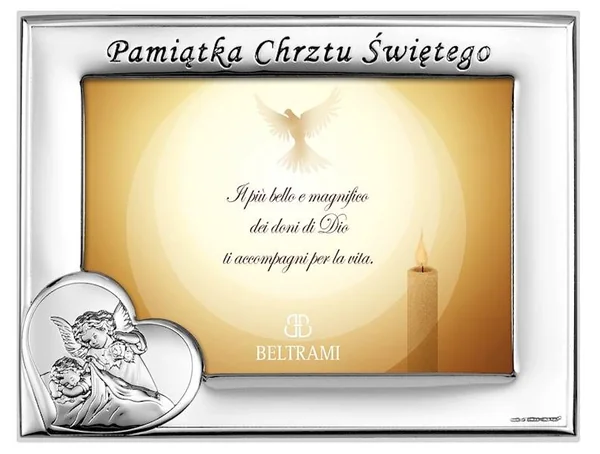 Pamiątka Chrztu Świętego
Il più bello e magnifico
dei doni di Dio
ti accompagni per la vita.
BELTRAMI